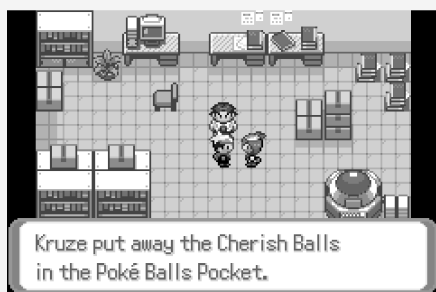 Kruze put away the Cherish Balls
in the Poké Balls Pocket.